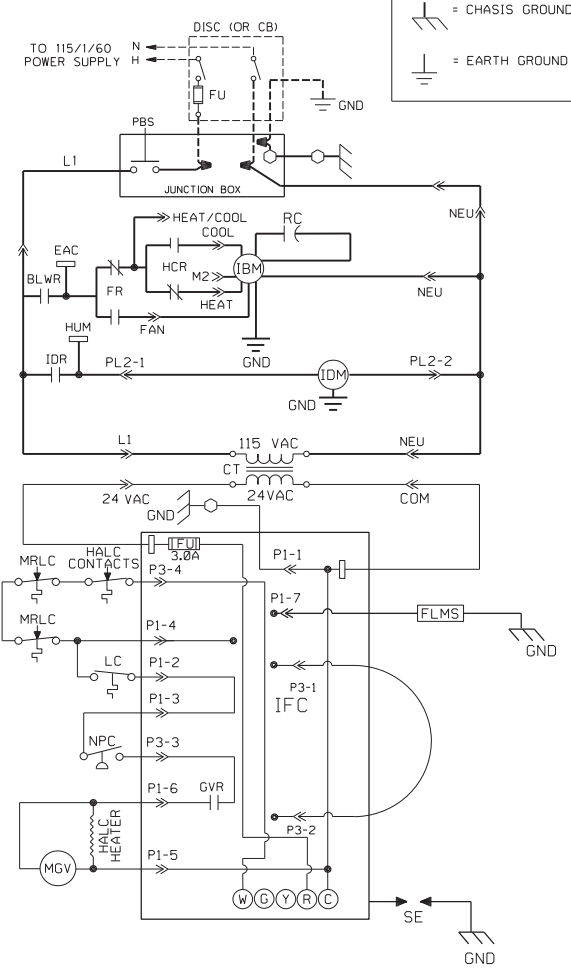 = CHASIS GROUND
= EARTH GROUND
DISC (OR CB)
TO 115/1/60
POWER SUPPLY
N
H
FU
GND
PBS
L1
JUNCTION BOX
NEU
HEAT/COOL
COOL
RC
EAC
BLWR
HCR
M2
IBM
FR
HEAT
NEU
FAN
HUM
GND
IDR
PL2-1
PL2-2
IDM
GND
L1
115 VAC
NEU
CT
24 VAC
24VAC
COM
GND
IFU
3.0A
P1-1
MRLC
HALC
CONTACTS
P3-4
P1-7
FLMS
MRLC
P1-4
GND
LC
P1-2
P3-1
IFC
P1-3
NPC
P3-3
P1-6
GVR
HALC
HEATER
P3-2
P1-5
MGV
W G Y R C
SE
GND